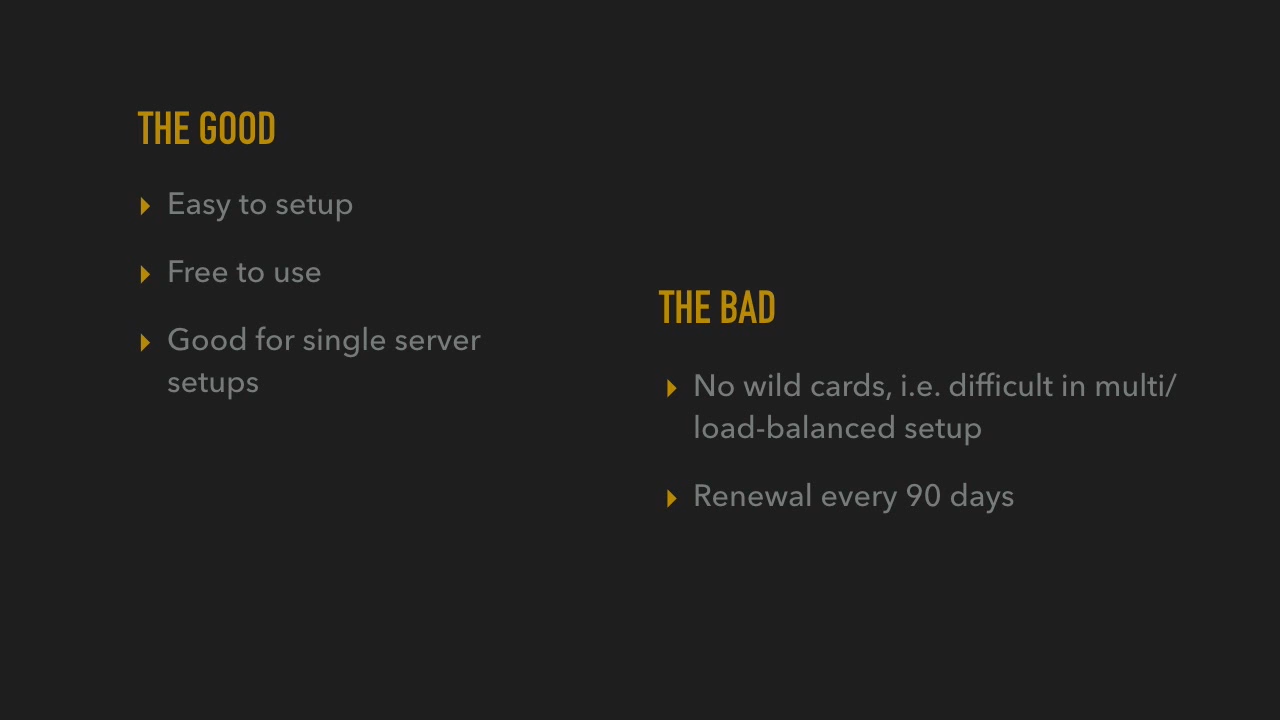 THE GOOD
▸ Easy to setup
▸ Free to use
▸ Good for single server
setups
THE BAD
▸ No wild cards, i.e. difficult in multi/
load-balanced setup
▸ Renewal every 90 days